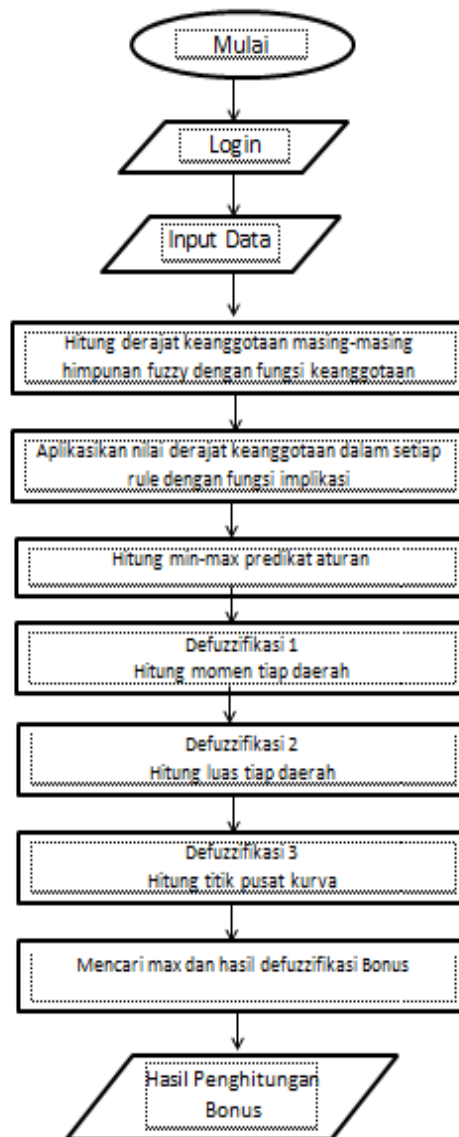 Mulai
Login
Input Data
Hitung derajat keanggotaan masing-masing
himpunan fuzzy dengan fungsi keanggotaan
Aplikasikan nilai derajat keanggotaan dalam setiap
rule dengan fungsi implikasi
Hitung min-max predikat aturan
Defuzzifikasi 1
Hitung momen tiap daerah
Defuzzifikasi 2
Hitung luas tiap daerah
Defuzzifikasi 3
Hitung titik pusat kurva
Mencari max dan hasil defuzzifikasi Bonus
Hasil Penghitungan
Bonus